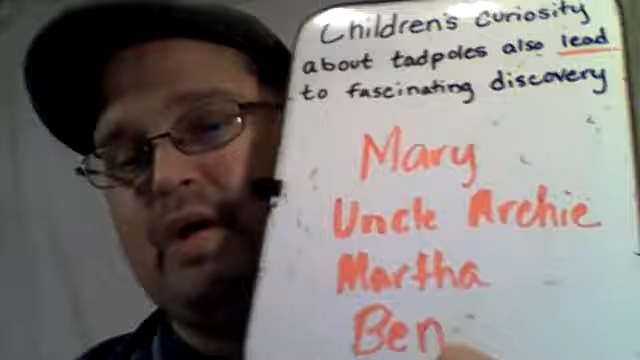 Children's curiosity
about tadpoles also lead
to fascinating discovery
Mary
Uncle Archie
Martha
Ben